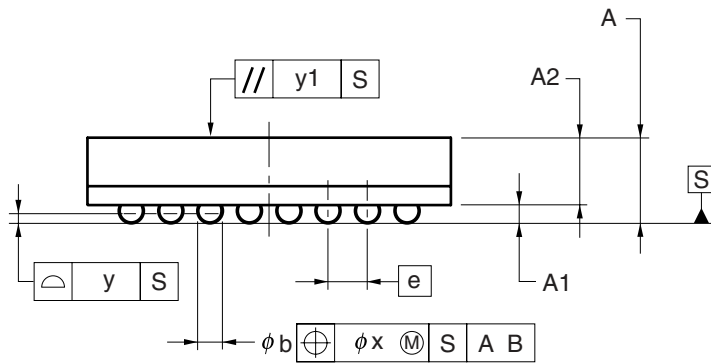 A
// y1 S
A2
S
⌓ y S
e
A1
φb ⌖ φx Ⓜ S A B